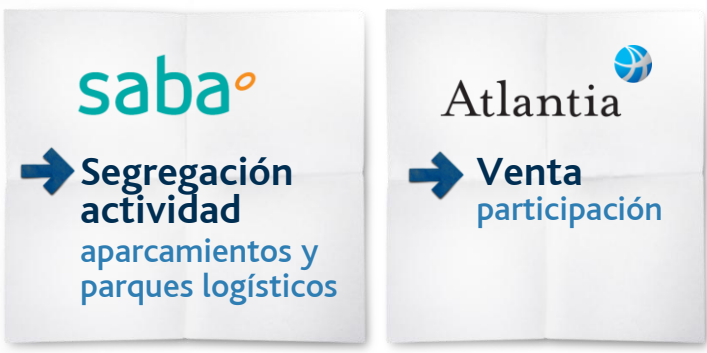 saba
Segregación
actividad
aparcamientos y
parques logísticos
Atlantia
Venta
participación